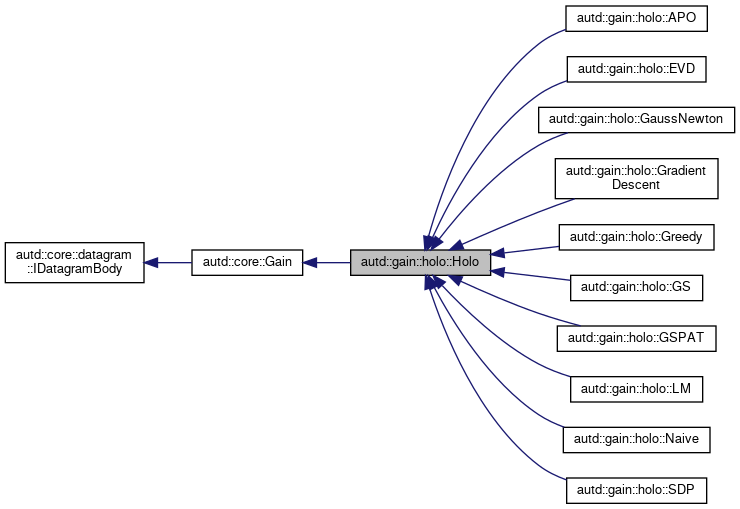 autd::core::datagram
::IDatagramBody
autd::core::Gain
autd::gain::holo::Holo
autd::gain::holo::APO
autd::gain::holo::EVD
autd::gain::holo::GaussNewton
autd::gain::holo::Gradient
Descent
autd::gain::holo::Greedy
autd::gain::holo::GS
autd::gain::holo::GSPAT
autd::gain::holo::LM
autd::gain::holo::Naive
autd::gain::holo::SDP